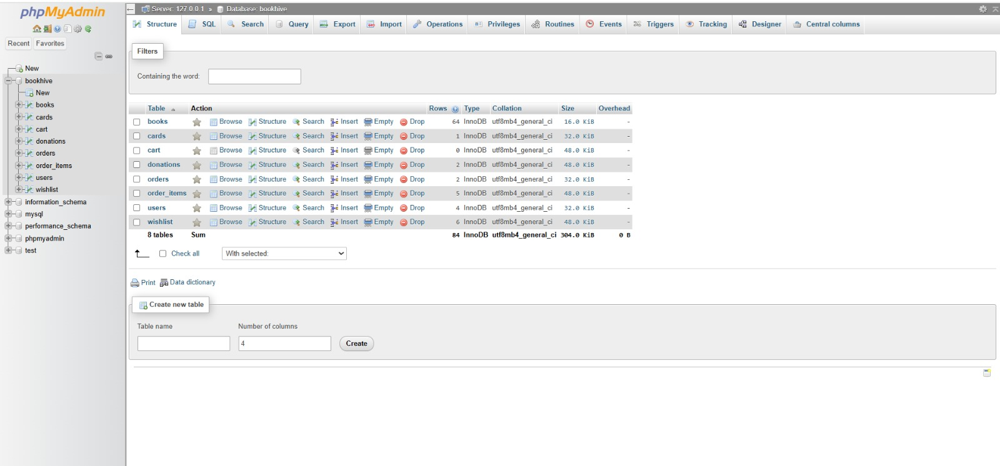 phpMyAdmin
Recent Favorites
New
bookhive
New
books
cards
cart
donations
orders
order_items
users
wishlist
information_schema
mysql
performance_schema
phpmyadmin
test
Server: 127.0.0.1 » Database: bookhive
Structure SQL Search Query Export Import Operations Privileges Routines Events Triggers Tracking Designer Central columns
Filters
Containing the word:
Table Action Rows Type Collation Size Overhead
books Browse Structure Search Insert Empty Drop 64 InnoDB utf8mb4_general_ci 16.0 KiB -
cards Browse Structure Search Insert Empty Drop 1 InnoDB utf8mb4_general_ci 32.0 KiB -
cart Browse Structure Search Insert Empty Drop 0 InnoDB utf8mb4_general_ci 48.0 KiB -
donations Browse Structure Search Insert Empty Drop 2 InnoDB utf8mb4_general_ci 48.0 KiB -
orders Browse Structure Search Insert Empty Drop 2 InnoDB utf8mb4_general_ci 32.0 KiB -
order_items Browse Structure Search Insert Empty Drop 5 InnoDB utf8mb4_general_ci 48.0 KiB -
users Browse Structure Search Insert Empty Drop 4 InnoDB utf8mb4_general_ci 32.0 KiB -
wishlist Browse Structure Search Insert Empty Drop 6 InnoDB utf8mb4_general_ci 48.0 KiB -
8 tables Sum 84 InnoDB utf8mb4_general_ci 304.0 KiB 0 B
Check all With selected:
Print Data dictionary
Create new table
Table name Number of columns
4 Create